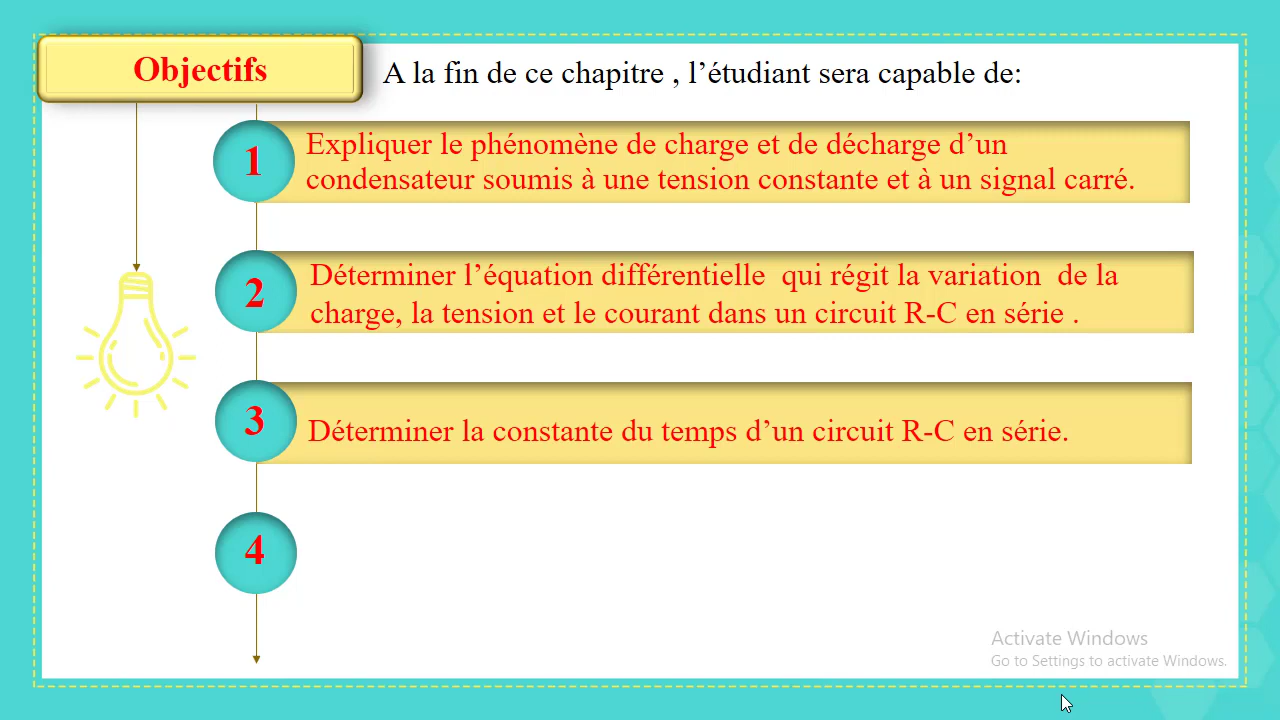 Objectifs
A la fin de ce chapitre , l’étudiant sera capable de:
1
Expliquer le phénomène de charge et de décharge d’un
condensateur soumis à une tension constante et à un signal carré.
2
Déterminer l’équation différentielle  qui régit la variation  de la
charge, la tension et le courant dans un circuit R-C en série .
3
Déterminer la constante du temps d’un circuit R-C en série.
4
Activate Windows
Go to Settings to activate Windows.